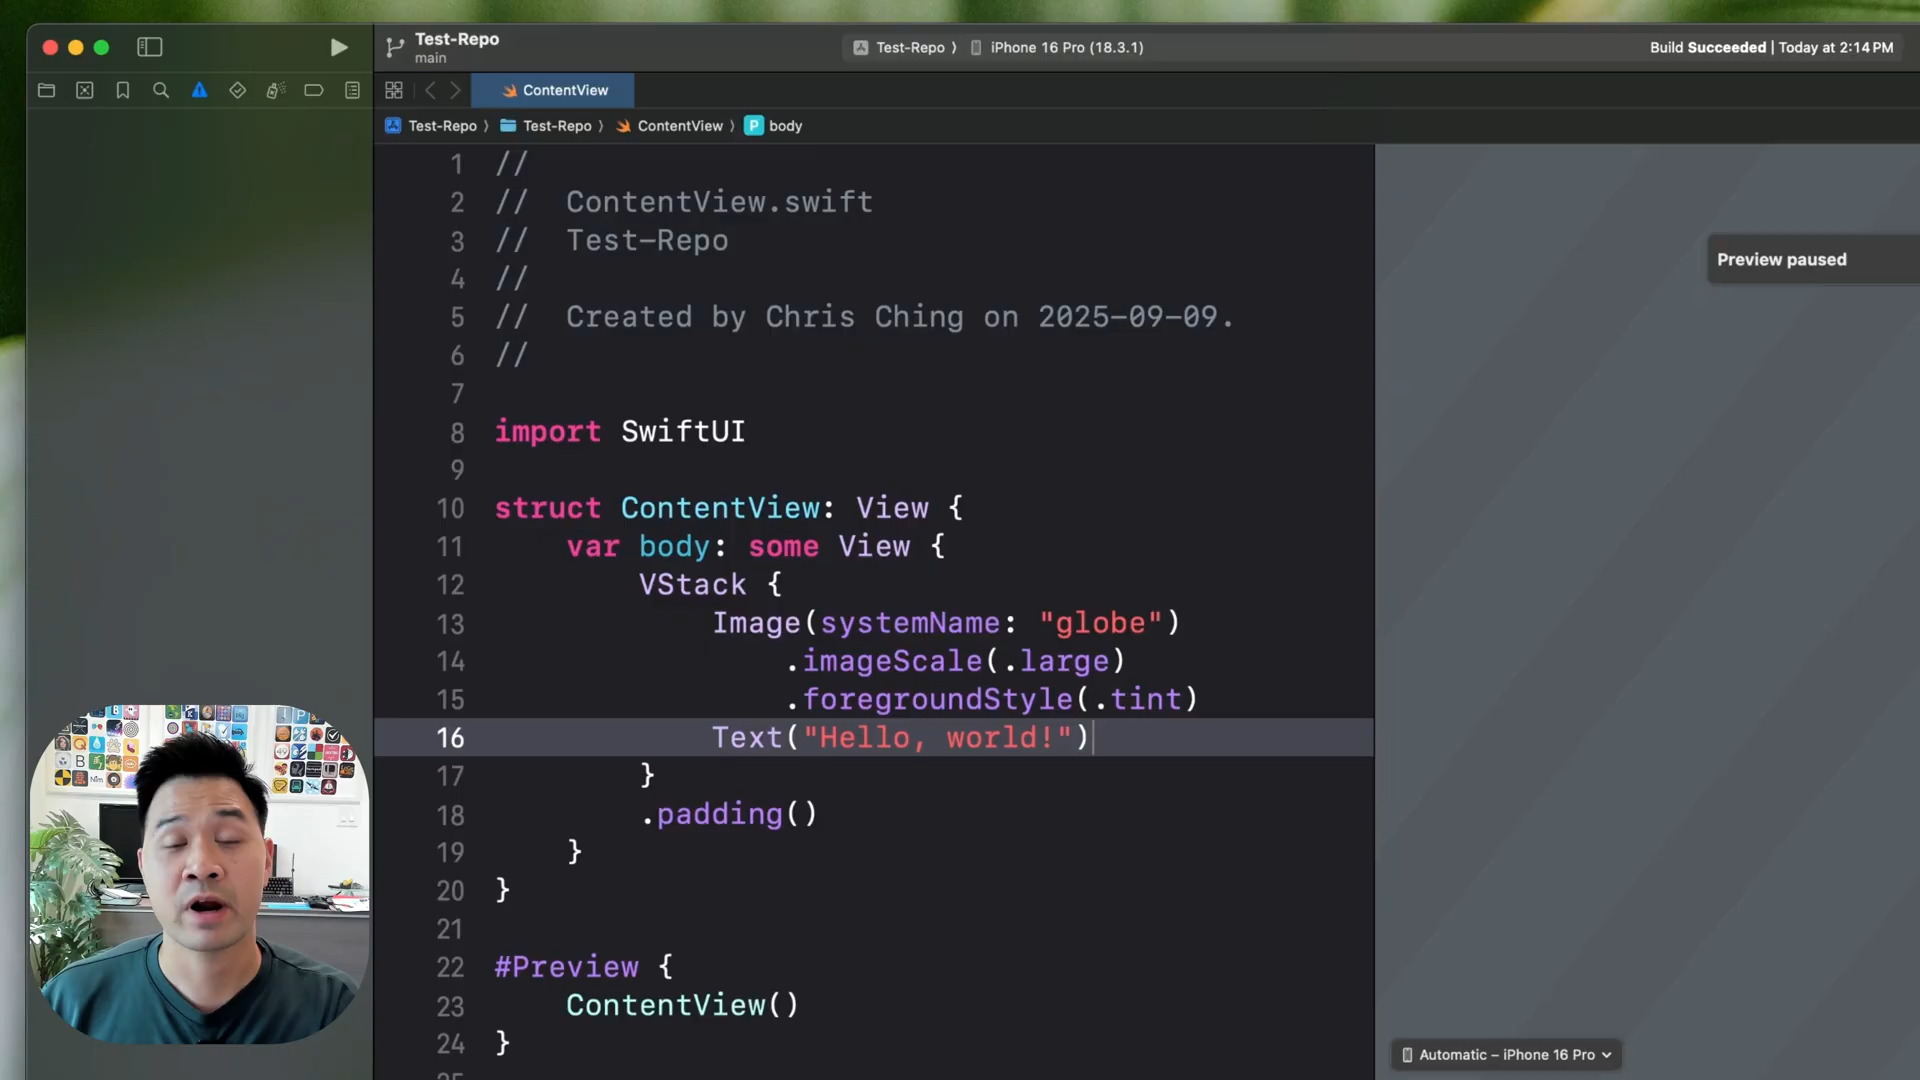 Test-Repo
main
Test-Repo 〉 iPhone 16 Pro (18.3.1)
Build Succeeded | Today at 2:14 PM
ContentView
Test-Repo 〉 Test-Repo 〉 ContentView 〉 P body
1 //
2 //  ContentView.swift
3 //  Test-Repo
4 //
5 //  Created by Chris Ching on 2025-09-09.
6 //
7
8 import SwiftUI
9
10 struct ContentView: View {
11     var body: some View {
12         VStack {
13             Image(systemName: "globe")
14                 .imageScale(.large)
15                 .foregroundStyle(.tint)
16             Text("Hello, world!")
17         }
18         .padding()
19     }
20 }
21
22 #Preview {
23     ContentView()
24 }
Preview paused
Automatic – iPhone 16 Pro